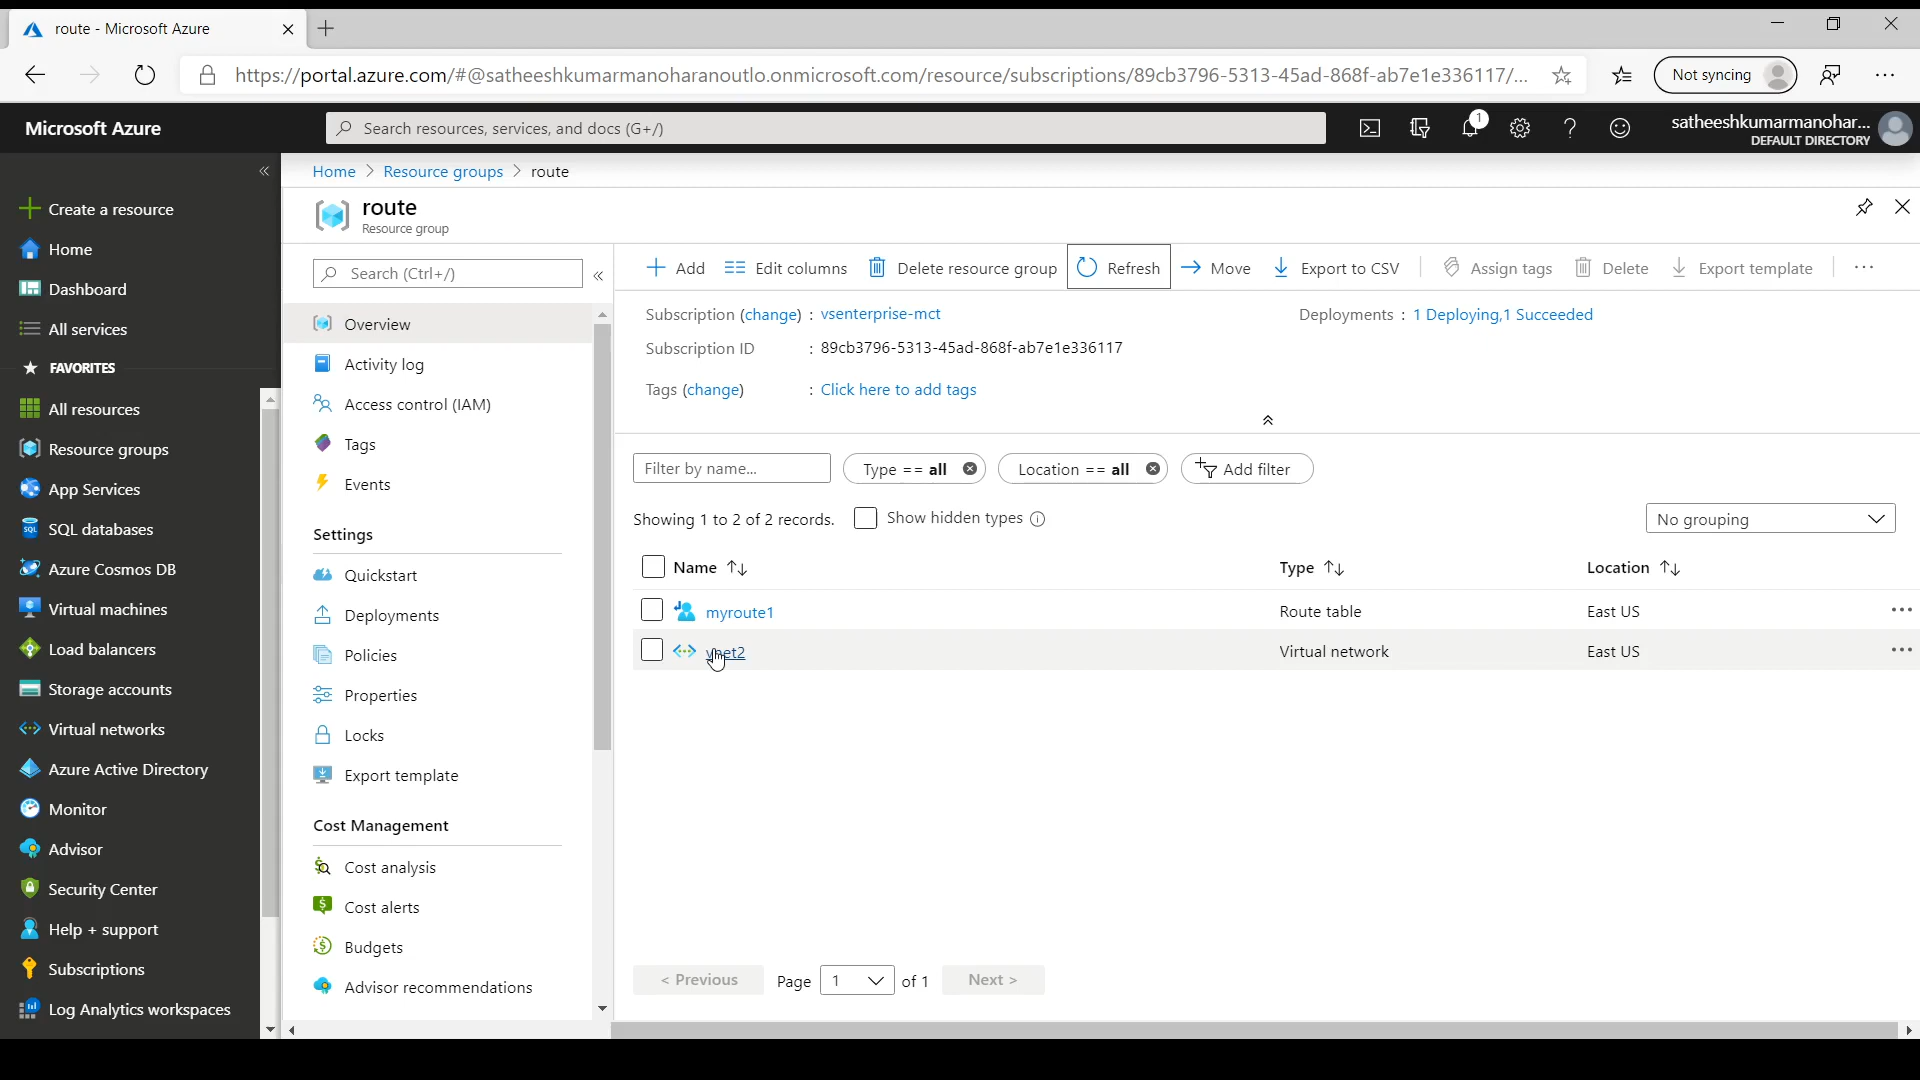 route - Microsoft Azure
https://portal.azure.com/#@satheeshkumarmanoharanoutlo.onmicrosoft.com/resource/subscriptions/89cb3796-5313-45ad-868f-ab7e1e336117/...
Not syncing
Microsoft Azure
Search resources, services, and docs (G+/)
1
satheeshkumarmanohar...
DEFAULT DIRECTORY
Create a resource
Home
Dashboard
All services
FAVORITES
All resources
Resource groups
App Services
SQL databases
Azure Cosmos DB
Virtual machines
Load balancers
Storage accounts
Virtual networks
Azure Active Directory
Monitor
Advisor
Security Center
Help + support
Subscriptions
Log Analytics workspaces
Home > Resource groups > route
route
Resource group
Search (Ctrl+/)
Overview
Activity log
Access control (IAM)
Tags
Events
Settings
Quickstart
Deployments
Policies
Properties
Locks
Export template
Cost Management
Cost analysis
Cost alerts
Budgets
Advisor recommendations
Add Edit columns Delete resource group Refresh Move Export to CSV Assign tags Delete Export template
Subscription (change) : vsenterprise-mct
Deployments : 1 Deploying,1 Succeeded
Subscription ID : 89cb3796-5313-45ad-868f-ab7e1e336117
Tags (change) : Click here to add tags
Filter by name... Type == all Location == all Add filter
Showing 1 to 2 of 2 records. Show hidden types
No grouping
Name Type Location
myroute1 Route table East US
vnet2 Virtual network East US
< Previous Page 1 of 1 Next >